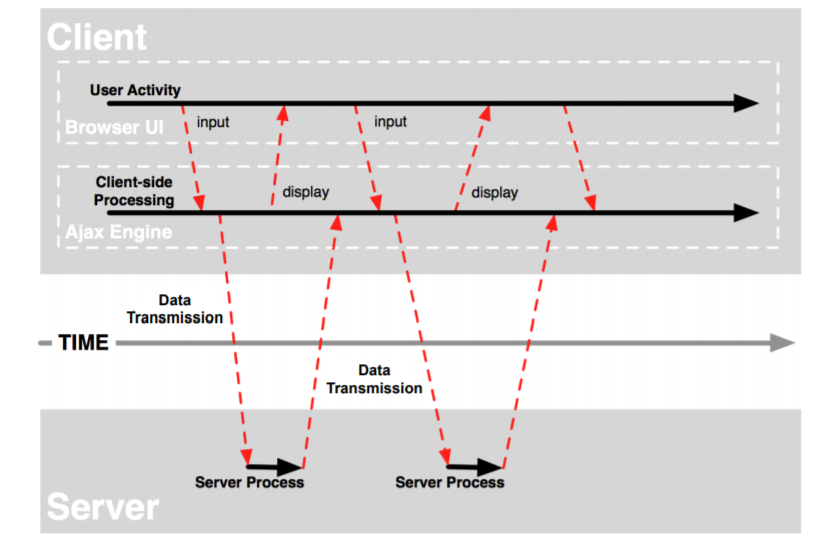 Client
User Activity
input
input
Browser UI
Client-side
Processing
display
display
Ajax Engine
Data
Transmission
TIME
Data
Transmission
Server Process
Server Process
Server